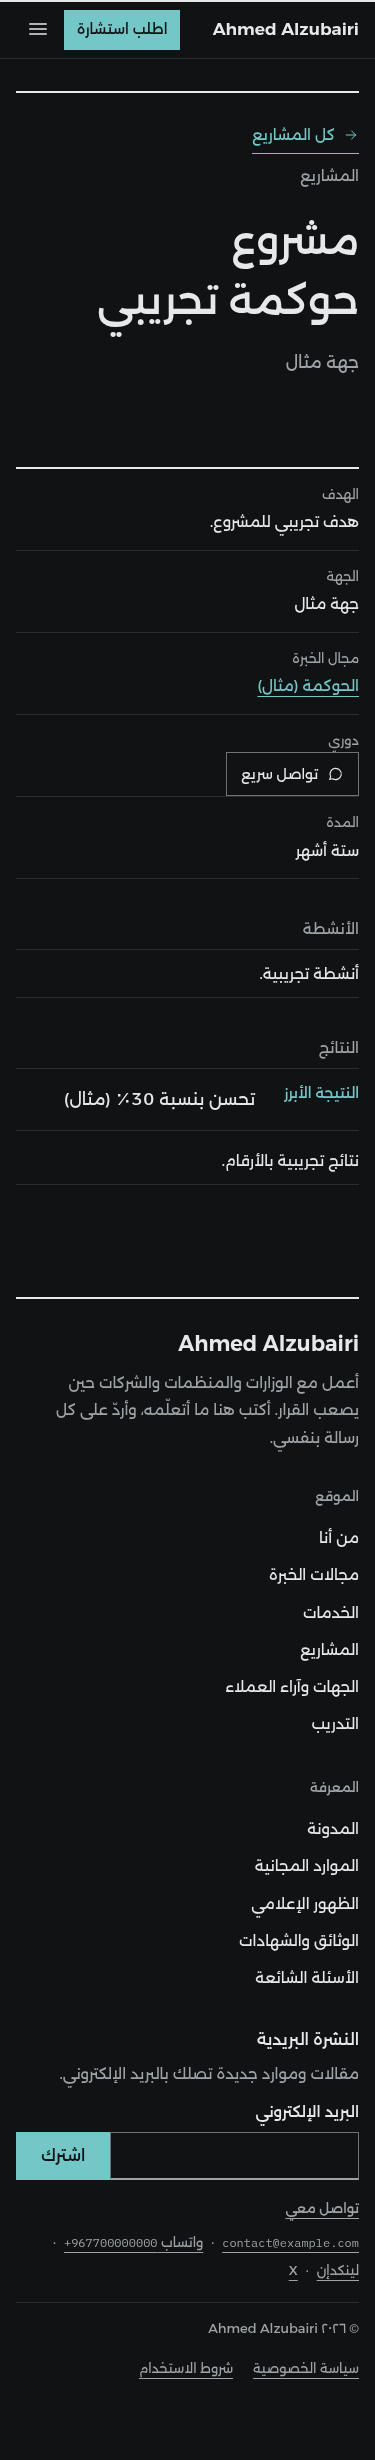 Ahmed Alzubairi
اطلب استشارة
كل المشاريع
المشاريع
مشروع
حوكمة تجريبي
جهة مثال
الهدف
هدف تجريبي للمشروع.
الجهة
جهة مثال
مجال الخبرة
الحوكمة (مثال)
دوري
تواصل سريع
المدة
ستة أشهر
الأنشطة
أنشطة تجريبية.
النتائج
النتيجة الأبرز
تحسن بنسبة 30٪ (مثال)
نتائج تجريبية بالأرقام.
Ahmed Alzubairi
أعمل مع الوزارات والمنظمات والشركات حين
يصعب القرار. أكتب هنا ما أتعلّمه، وأردّ على كل
رسالة بنفسي.
الموقع
من أنا
مجالات الخبرة
الخدمات
المشاريع
الجهات وآراء العملاء
التدريب
المعرفة
المدونة
الموارد المجانية
الظهور الإعلامي
الوثائق والشهادات
الأسئلة الشائعة
النشرة البريدية
مقالات وموارد جديدة تصلك بالبريد الإلكتروني.
البريد الإلكتروني
اشترك
تواصل معي
contact@example.com · واتساب +967700000000 ·
لينكدإن · X
© ٢٠٢٦ Ahmed Alzubairi
سياسة الخصوصية
شروط الاستخدام